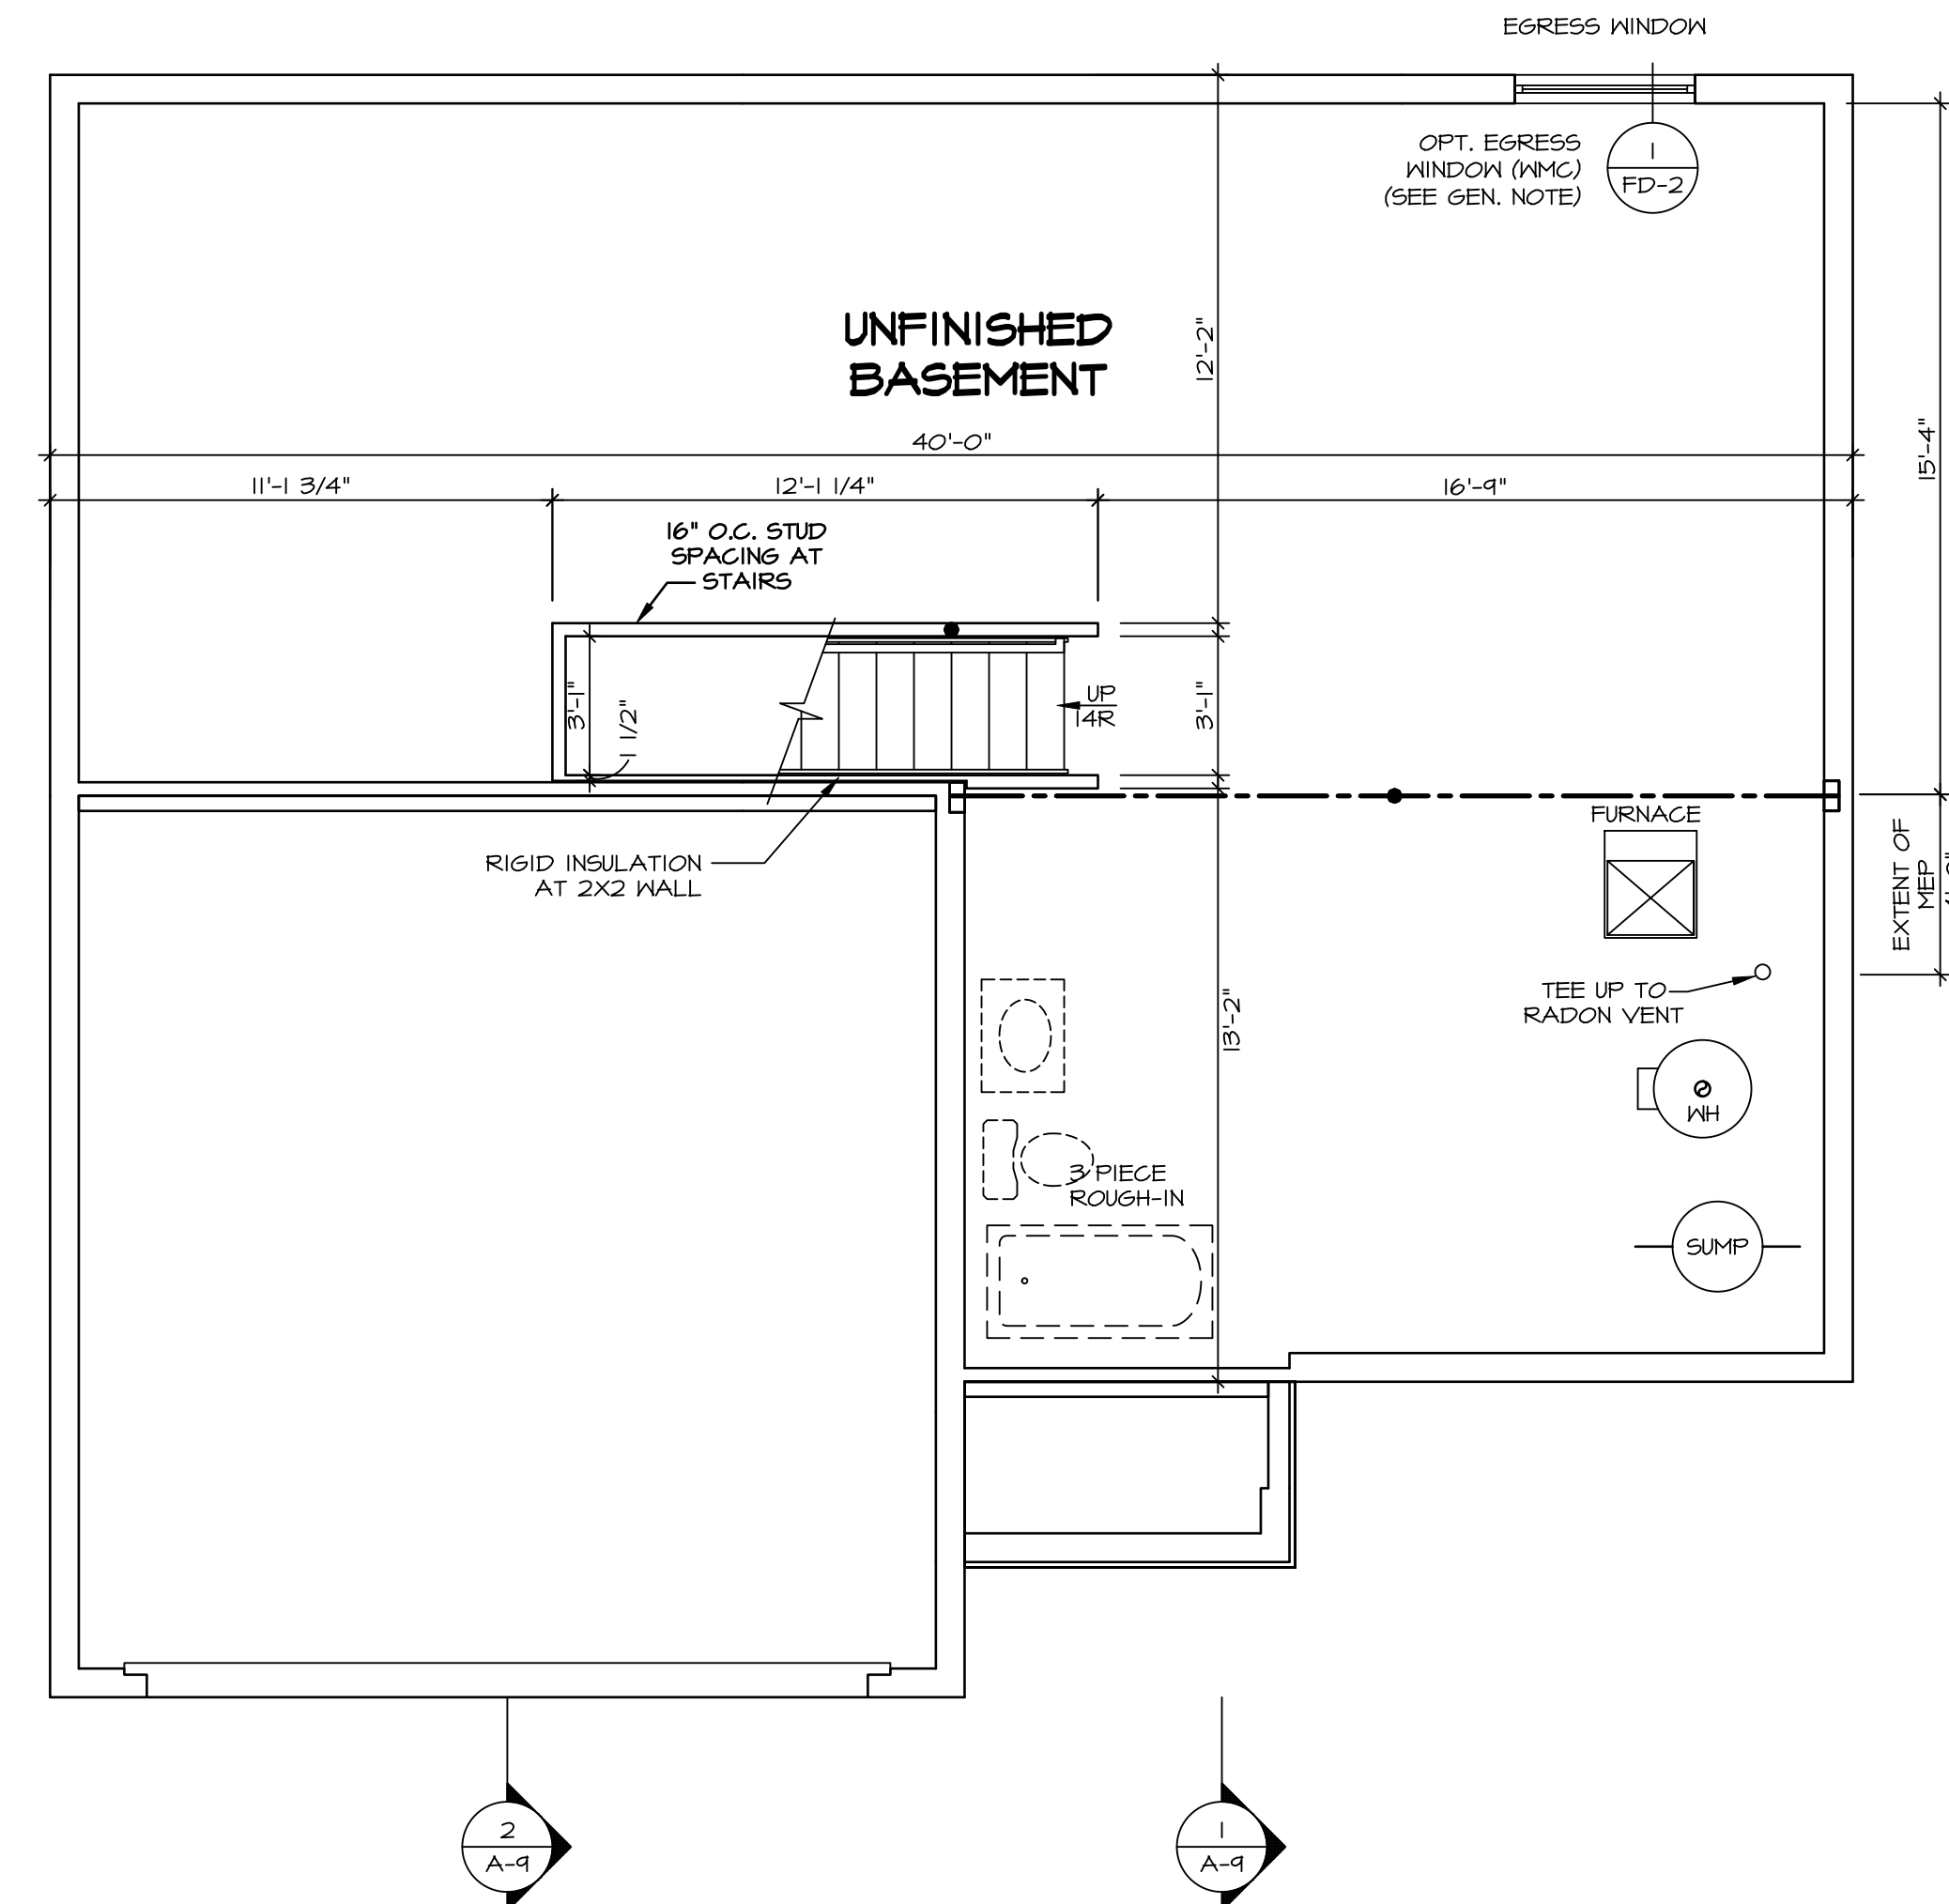 EGRESS WINDOW
OPT. EGRESS
WINDOW (WMC)
(SEE GEN. NOTE)
1
FD-2
UNFINISHED
BASEMENT
12'-2"
40'-0"
15'-4"
11'-1 3/4"
12'-1 1/4"
16'-9"
16" O.C. STUD
SPACING AT
STAIRS
3'-1"
1 1/2"
UP
14R
3'-1"
FURNACE
RIGID INSULATION
AT 2X2 WALL
EXTENT OF
MEP
TEE UP TO
RADON VENT
13'-2"
WH
3 PIECE
ROUGH-IN
SUMP
2
A-9
1
A-9